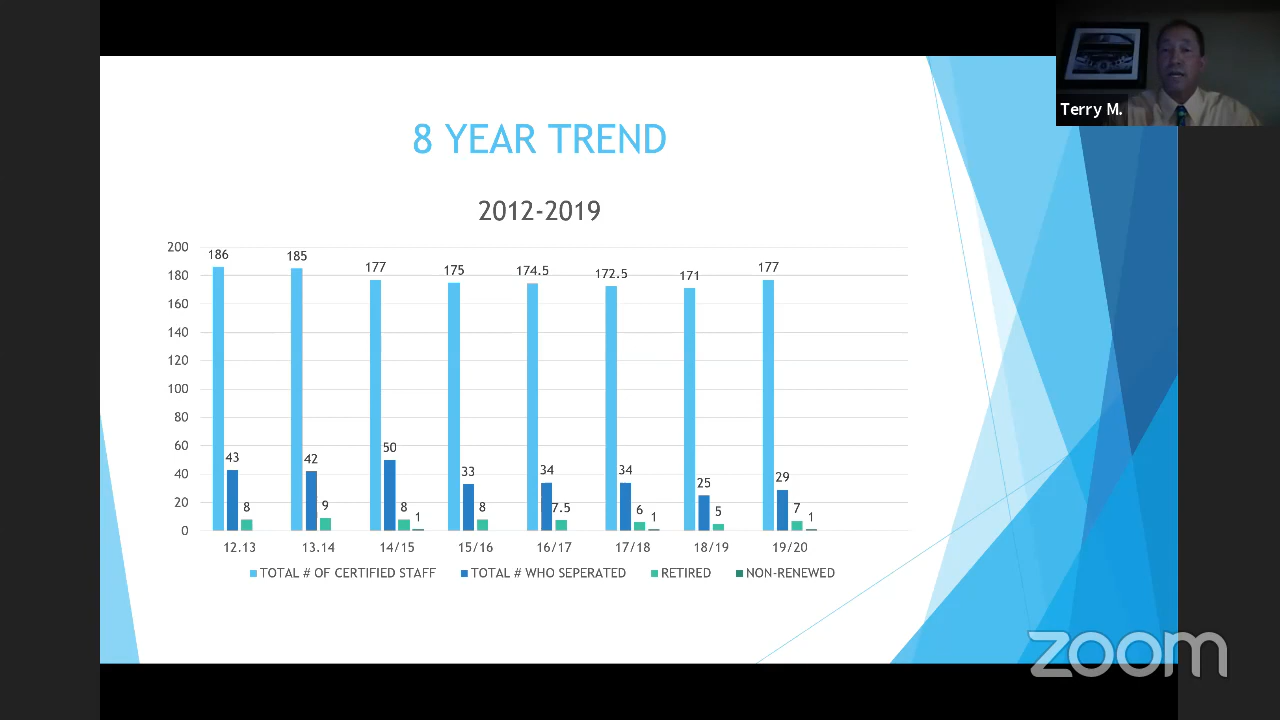 Terry M.
8 YEAR TREND
2012-2019
200
180
160
140
120
100
80
60
40
20
0
186 185 177 175 174.5 172.5 171 177
43 42 50 33 34 34 25 29
8 9 8 8 7.5 6 5 7
1 1 1
12.13 13.14 14/15 15/16 16/17 17/18 18/19 19/20
TOTAL # OF CERTIFIED STAFF TOTAL # WHO SEPERATED RETIRED NON-RENEWED
zoom